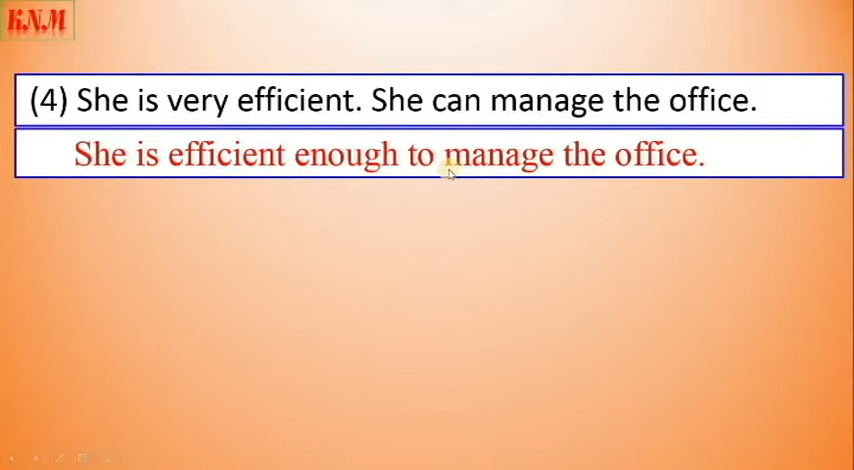 KNM
(4) She is very efficient. She can manage the office.
She is efficient enough to manage the office.